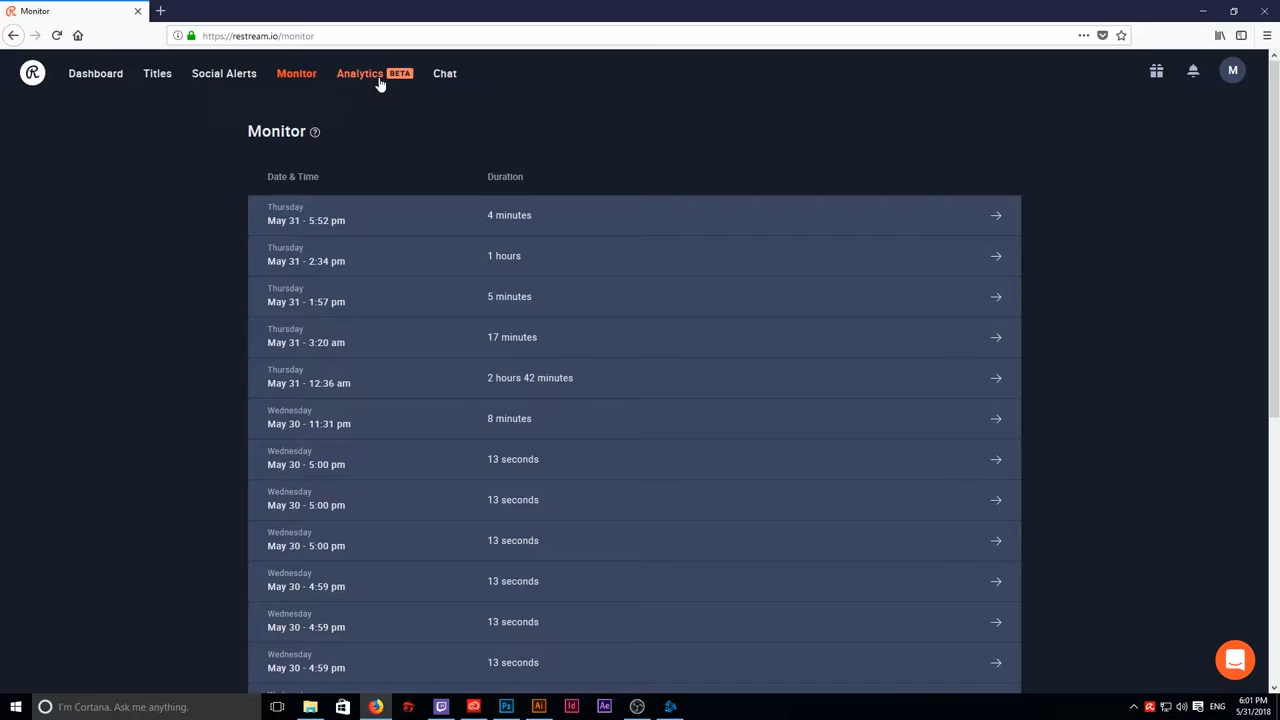 Monitor
https://restream.io/monitor
Dashboard Titles Social Alerts Monitor Analytics BETA Chat M
Monitor
Date & Time Duration
Thursday
May 31 - 5:52 pm 4 minutes
Thursday
May 31 - 2:34 pm 1 hours
Thursday
May 31 - 1:57 pm 5 minutes
Thursday
May 31 - 3:20 am 17 minutes
Thursday
May 31 - 12:36 am 2 hours 42 minutes
Wednesday
May 30 - 11:31 pm 8 minutes
Wednesday
May 30 - 5:00 pm 13 seconds
Wednesday
May 30 - 5:00 pm 13 seconds
Wednesday
May 30 - 5:00 pm 13 seconds
Wednesday
May 30 - 4:59 pm 13 seconds
Wednesday
May 30 - 4:59 pm 13 seconds
Wednesday
May 30 - 4:59 pm 13 seconds
I'm Cortana. Ask me anything.
Ps Ai Id Ae
ENG 6:01 PM
5/31/2018